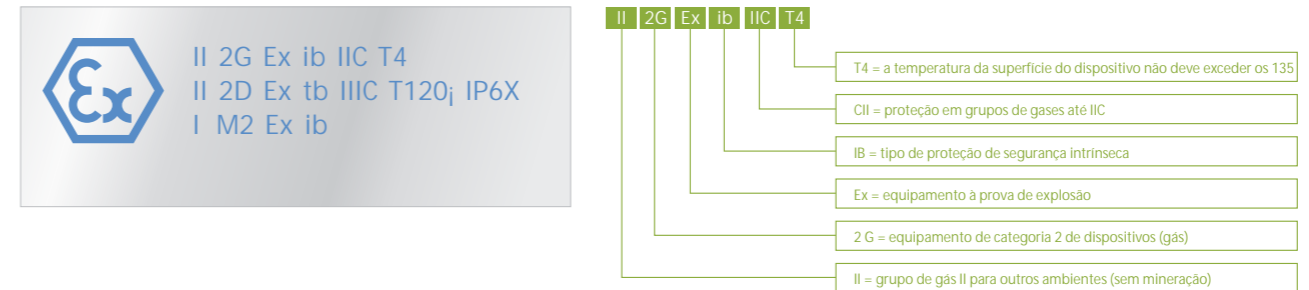 Ex
II 2G Ex ib IIC T4
II 2D Ex tb IIIC T120¡ IP6X
I M2 Ex ib
II 2G Ex ib IIC T4
T4 = a temperatura da superfície do dispositivo não deve exceder os 135
CII = proteção em grupos de gases até IIC
IB = tipo de proteção de segurança intrínseca
Ex = equipamento à prova de explosão
2 G = equipamento de categoria 2 de dispositivos (gás)
II = grupo de gás II para outros ambientes (sem mineração)